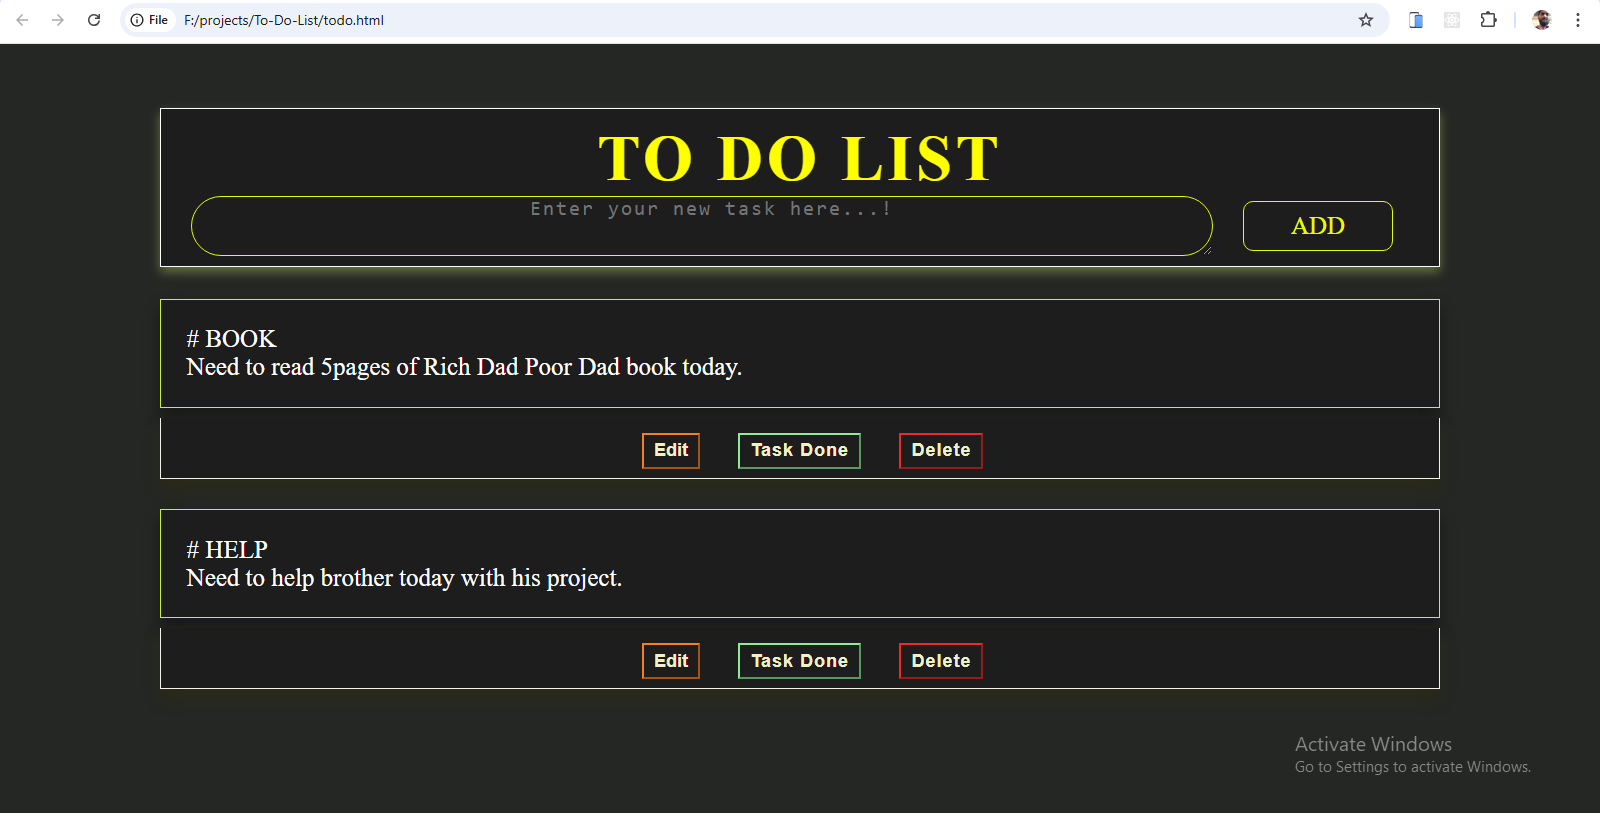 File F:/projects/To-Do-List/todo.html
TO DO LIST
Enter your new task here...!
ADD
# BOOK
Need to read 5pages of Rich Dad Poor Dad book today.
Edit Task Done Delete
# HELP
Need to help brother today with his project.
Edit Task Done Delete
Activate Windows
Go to Settings to activate Windows.